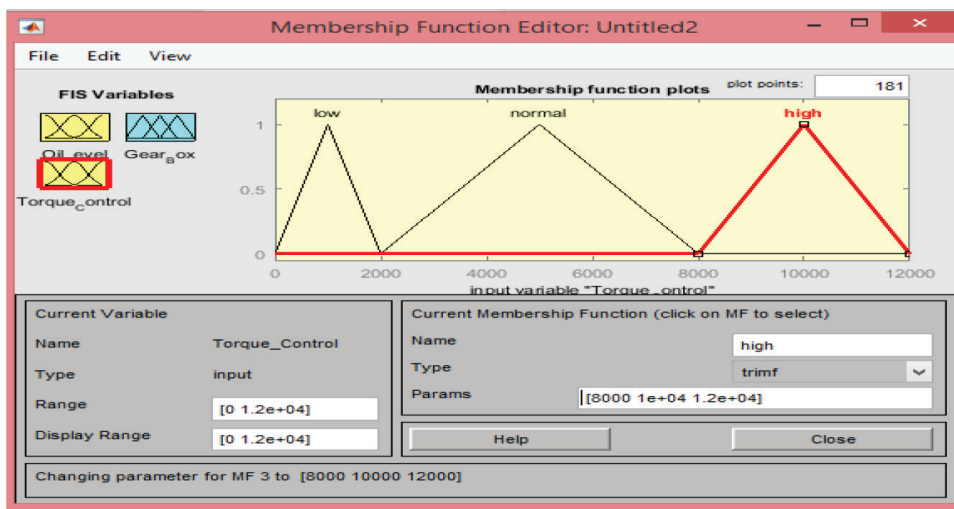 Membership Function Editor: Untitled2
File Edit View
FIS Variables
OilLevel Gear_Box
Torque_Control
Membership function plots plot points: 181
low normal high
1
0.5
0
0 2000 4000 6000 8000 10000 12000
input variable "Torque_Control"
Current Variable
Name Torque_Control
Type input
Range [0 1.2e+04]
Display Range [0 1.2e+04]
Current Membership Function (click on MF to select)
Name high
Type trimf
Params [8000 1e+04 1.2e+04]
Help Close
Changing parameter for MF 3 to [8000 10000 12000]